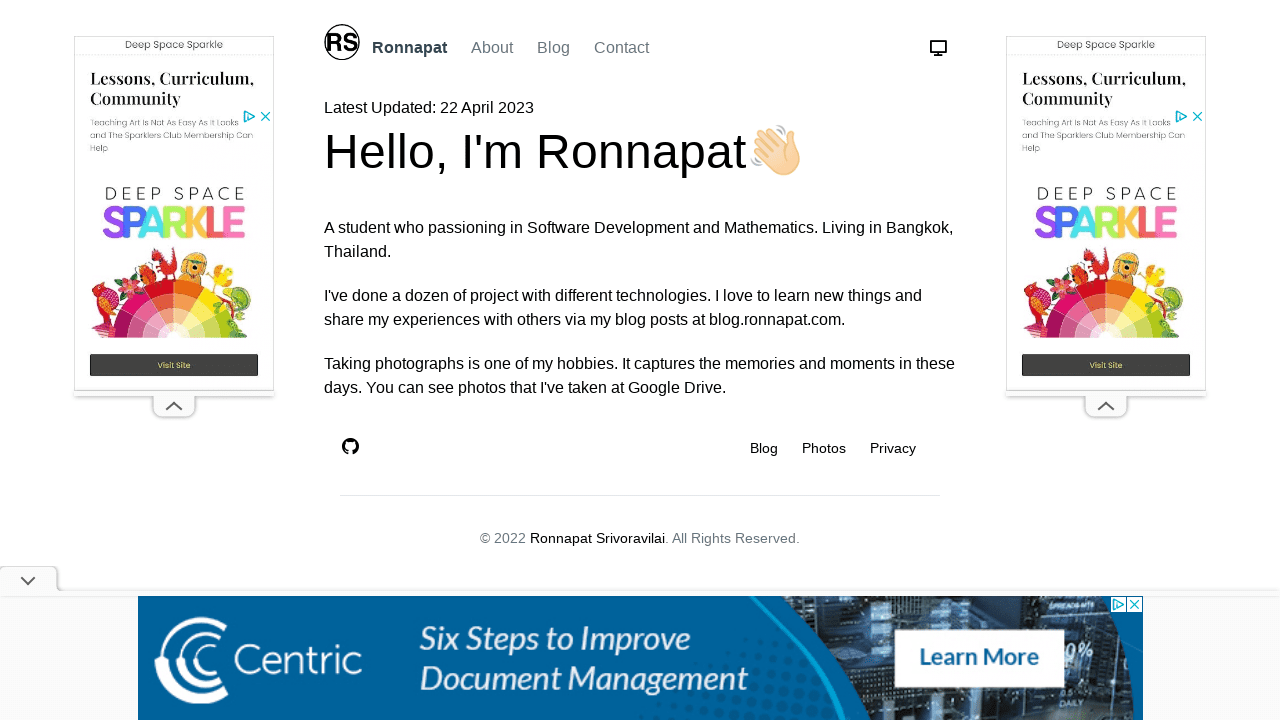 RS
Ronnapat
About
Blog
Contact
Latest Updated: 22 April 2023
Hello, I'm Ronnapat
A student who passioning in Software Development and Mathematics. Living in Bangkok,
Thailand.
I've done a dozen of project with different technologies. I love to learn new things and
share my experiences with others via my blog posts at blog.ronnapat.com.
Taking photographs is one of my hobbies. It captures the memories and moments in these
days. You can see photos that I've taken at Google Drive.
Blog
Photos
Privacy
© 2022 Ronnapat Srivoravilai. All Rights Reserved.
Deep Space Sparkle
Lessons, Curriculum,
Community
Teaching Art Is Not As Easy As It Looks
and The Sparklers Club Membership Can
Help
DEEP SPACE
SPARKLE
Visit Site
Deep Space Sparkle
Lessons, Curriculum,
Community
Teaching Art Is Not As Easy As It Looks
and The Sparklers Club Membership Can
Help
DEEP SPACE
SPARKLE
Visit Site
Centric
Six Steps to Improve
Document Management
Learn More